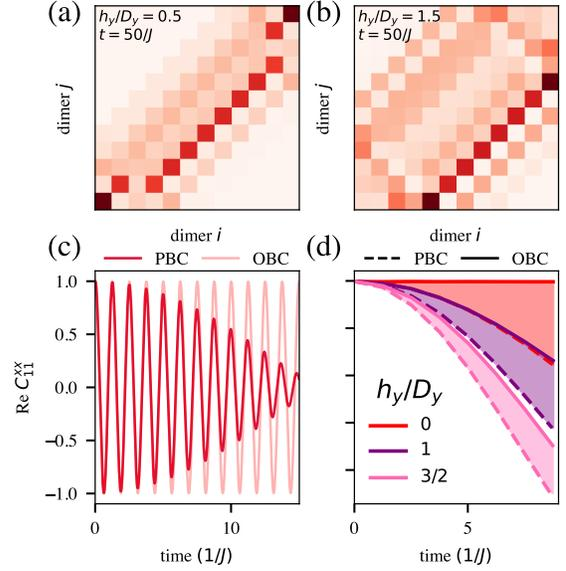 (a)
h_y/D_y = 0.5
t = 50/J
dimer j
dimer i
(b)
h_y/D_y = 1.5
t = 50/J
dimer j
dimer i
(c)
PBC
OBC
Re C_{11}^{xx}
1.0
0.5
0.0
−0.5
−1.0
0
10
time (1/J)
(d)
PBC
OBC
h_y/D_y
0
1
3/2
0
5
time (1/J)